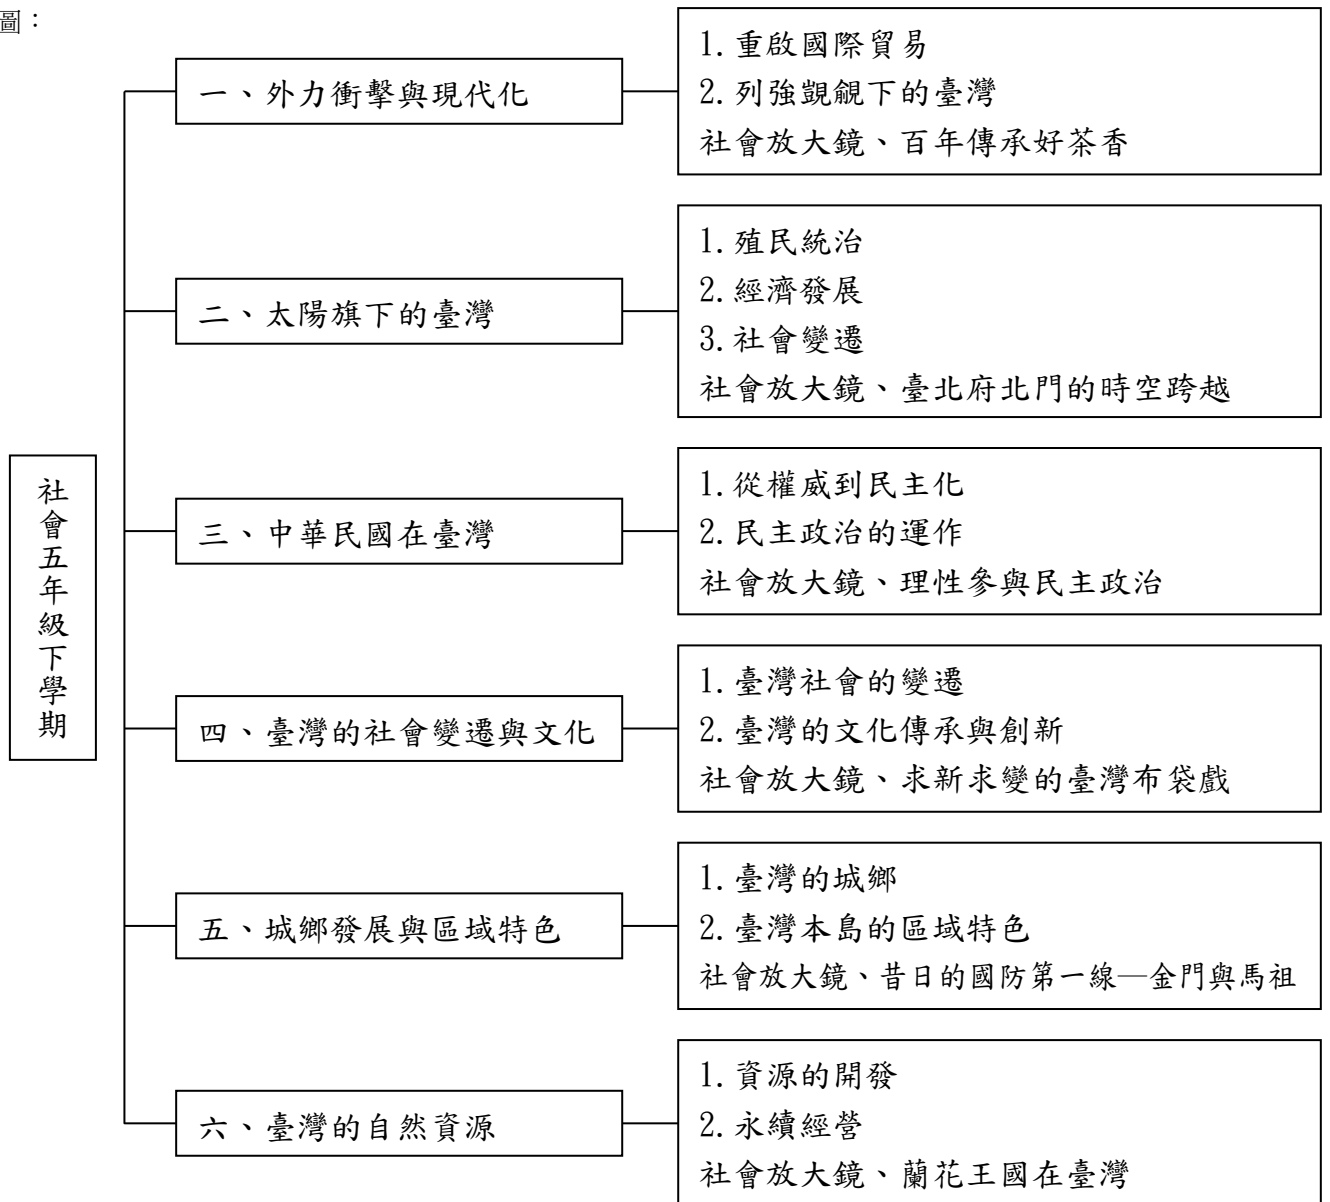 圖：
社會五年級下學期
一、外力衝擊與現代化
1.重啟國際貿易
2.列強覬覦下的臺灣
社會放大鏡、百年傳承好茶香
二、太陽旗下的臺灣
1.殖民統治
2.經濟發展
3.社會變遷
社會放大鏡、臺北府北門的時空跨越
三、中華民國在臺灣
1.從權威到民主化
2.民主政治的運作
社會放大鏡、理性參與民主政治
四、臺灣的社會變遷與文化
1.臺灣社會的變遷
2.臺灣的文化傳承與創新
社會放大鏡、求新求變的臺灣布袋戲
五、城鄉發展與區域特色
1.臺灣的城鄉
2.臺灣本島的區域特色
社會放大鏡、昔日的國防第一線—金門與馬祖
六、臺灣的自然資源
1.資源的開發
2.永續經營
社會放大鏡、蘭花王國在臺灣